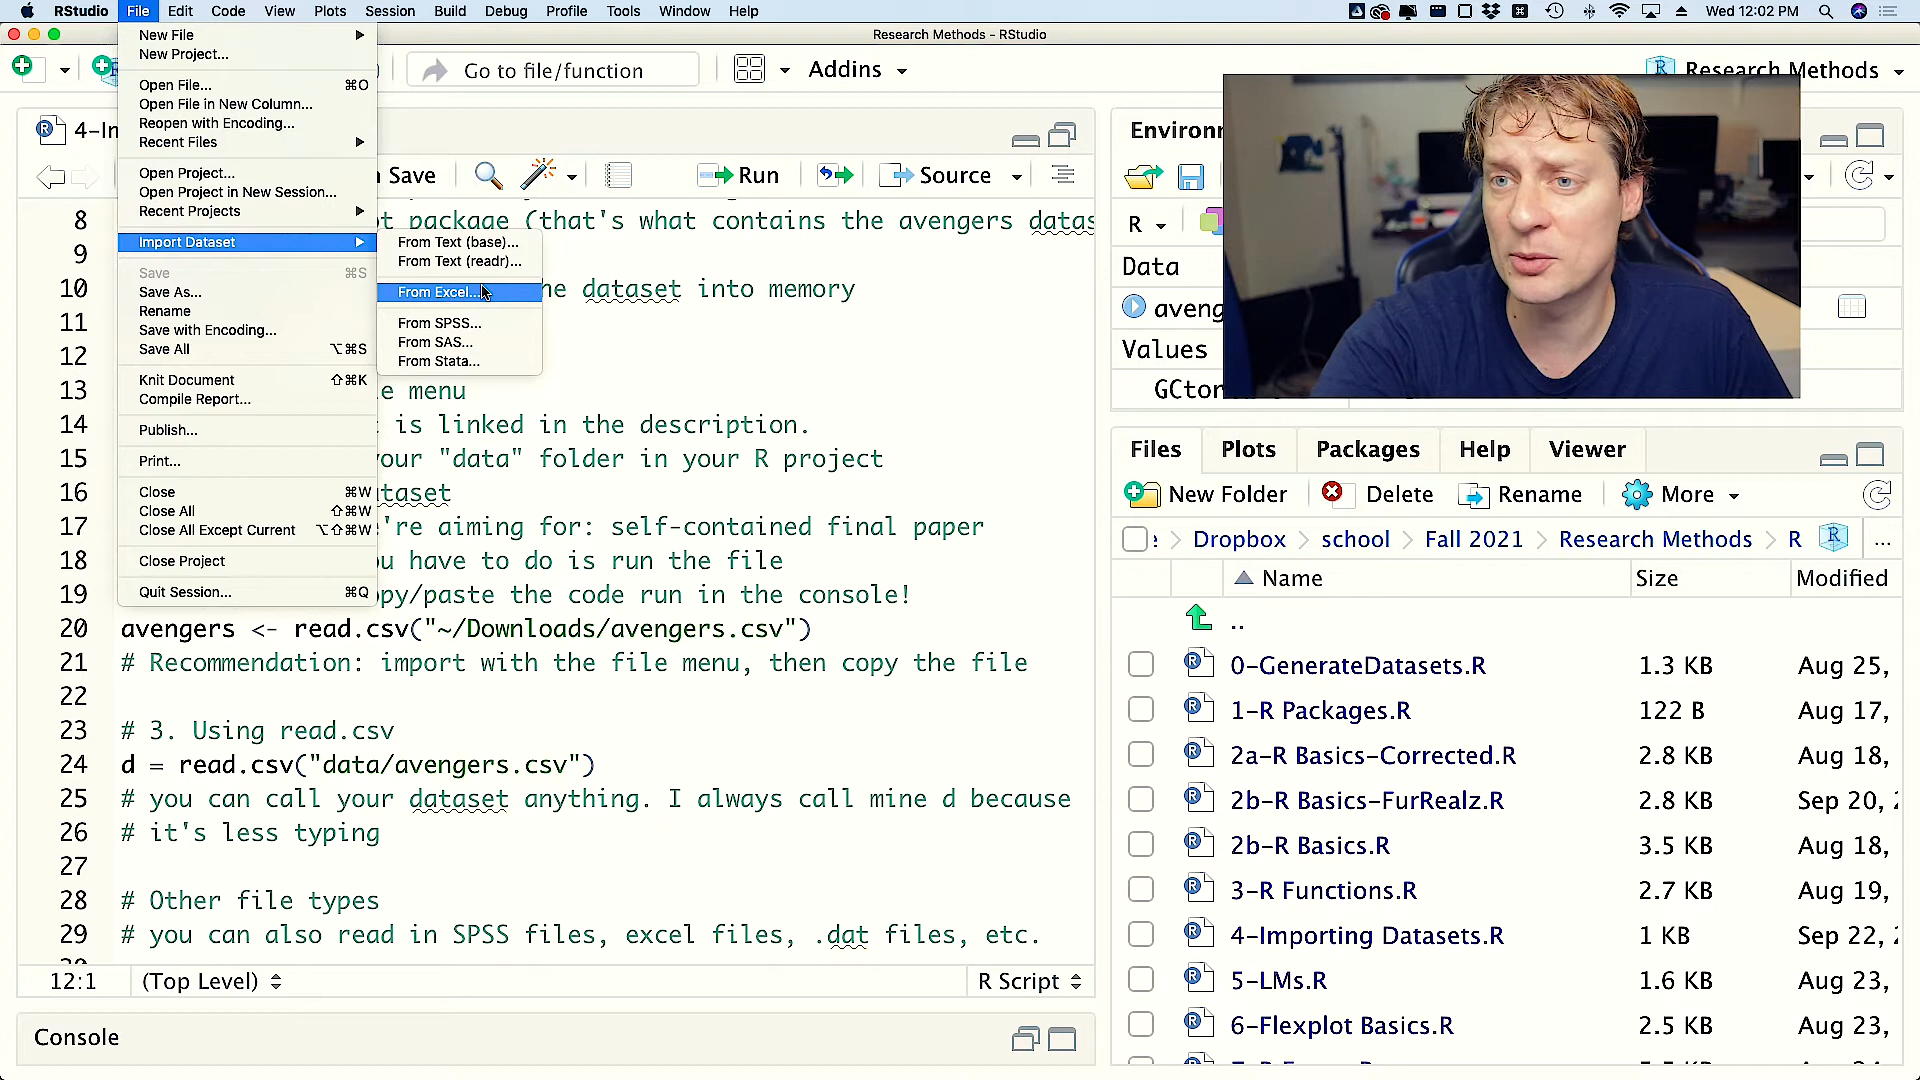 RStudio File Edit Code View Plots Session Build Debug Profile Tools Window Help Wed 12:02 PM
Research Methods - RStudio
Go to file/function Addins Research Methods
New File
New Project...
Open File... ⌘O
Open File in New Column...
Reopen with Encoding...
Recent Files
Open Project...
Open Project in New Session...
Recent Projects
Import Dataset
Save ⌘S
Save As...
Rename
Save with Encoding...
Save All ⌥⌘S
Knit Document ⇧⌘K
Compile Report...
Publish...
Print...
Close ⌘W
Close All ⇧⌘W
Close All Except Current ⌥⇧⌘W
Close Project
Quit Session... ⌘Q
From Text (base)...
From Text (readr)...
From Excel...
From SPSS...
From SAS...
From Stata...
4-In
Save Run Source
8 package (that's what contains the avengers datas
9
10 he dataset into memory
11
12
13 menu
14 is linked in the description.
15 our "data" folder in your R project
16 taset
17 're aiming for: self-contained final paper
18 ou have to do is run the file
19 opy/paste the code run in the console!
20 avengers <- read.csv("~/Downloads/avengers.csv")
21 # Recommendation: import with the file menu, then copy the file
22
23 # 3. Using read.csv
24 d = read.csv("data/avengers.csv")
25 # you can call your dataset anything. I always call mine d because
26 # it's less typing
27
28 # Other file types
29 # you can also read in SPSS files, excel files, .dat files, etc.
12:1 (Top Level) R Script
Console
Environ
R
Data
aveng
Values
GCtor
Files Plots Packages Help Viewer
New Folder Delete Rename More
Dropbox school Fall 2021 Research Methods R ...
Name Size Modified
..
0-GenerateDatasets.R 1.3 KB Aug 25,
1-R Packages.R 122 B Aug 17,
2a-R Basics-Corrected.R 2.8 KB Aug 18,
2b-R Basics-FurRealz.R 2.8 KB Sep 20,
2b-R Basics.R 3.5 KB Aug 18,
3-R Functions.R 2.7 KB Aug 19,
4-Importing Datasets.R 1 KB Sep 22,
5-LMs.R 1.6 KB Aug 23,
6-Flexplot Basics.R 2.5 KB Aug 23,